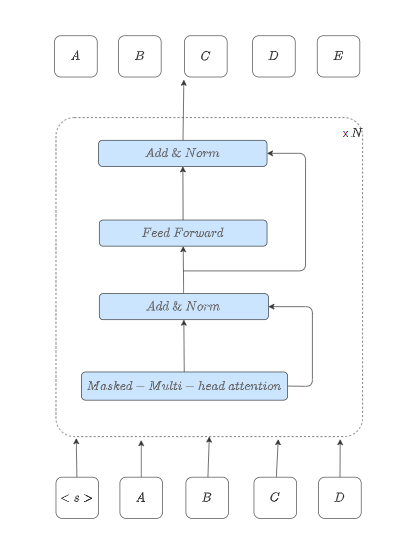 A B C D E
x N
Add & Norm
Feed Forward
Add & Norm
Masked − Multi − head attention
< s > A B C D